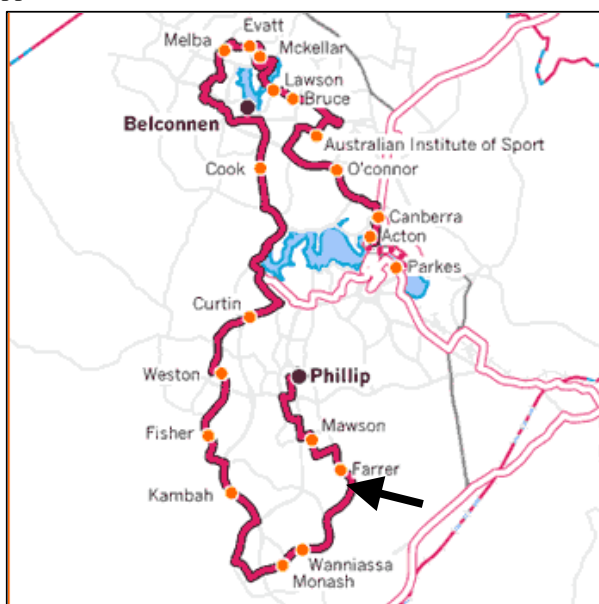 Evatt
Melba
Mckellar
Lawson
Bruce
Belconnen
Australian Institute of Sport
Cook
O'connor
Canberra
Acton
Parkes
Curtin
Weston
Phillip
Fisher
Mawson
Farrer
Kambah
Wanniassa
Monash